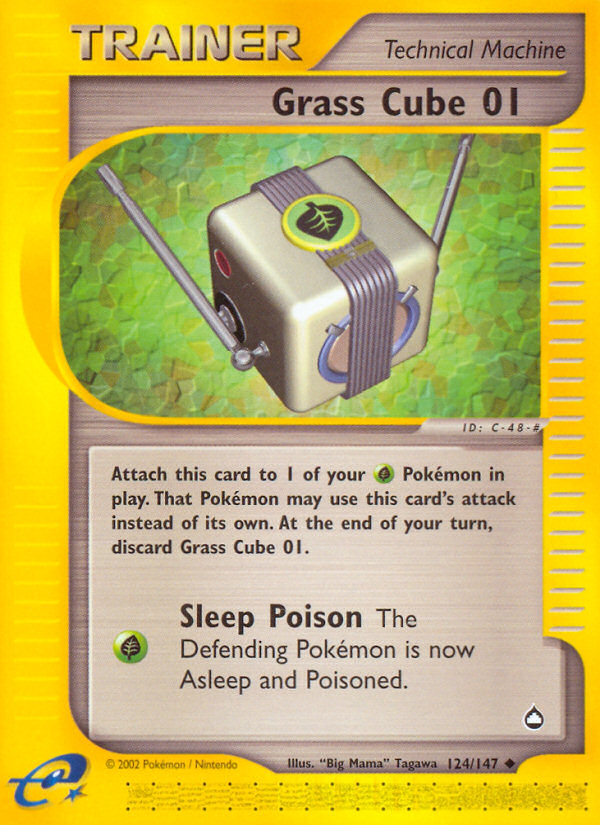 TRAINER
Technical Machine
Grass Cube 01
ID: C-48-#
Attach this card to 1 of your Pokémon in
play. That Pokémon may use this card's attack
instead of its own. At the end of your turn,
discard Grass Cube 01.
Sleep Poison The
Defending Pokémon is now
Asleep and Poisoned.
© 2002 Pokémon / Nintendo
Illus. "Big Mama" Tagawa 124/147
e